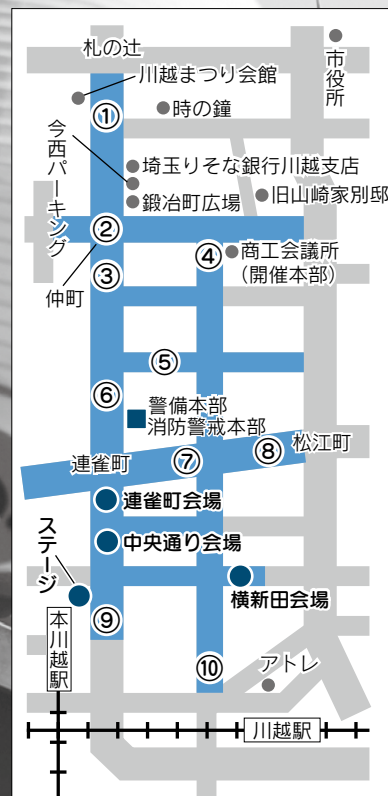 札の辻
市役所
川越まつり会館
①
時の鐘
今西パーキング
埼玉りそな銀行川越支店
鍛冶町広場
旧山崎家別邸
②
仲町
③
④
商工会議所
(開催本部)
⑤
⑥
警備本部
消防警戒本部
松江町
⑧
⑦
連雀町
連雀町会場
ステージ
中央通り会場
横新田会場
⑨
本川越駅
⑩
アトレ
川越駅